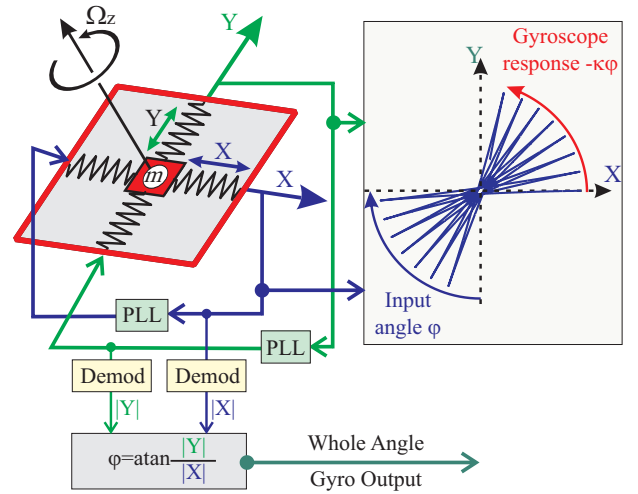 Ωz
Y
Y
X
X
m
PLL
PLL
Demod
Demod
|Y|
|X|
φ=atan |Y|
|X|
Whole Angle
Gyro Output
Y
Gyroscope
response -κφ
X
Input
angle φ